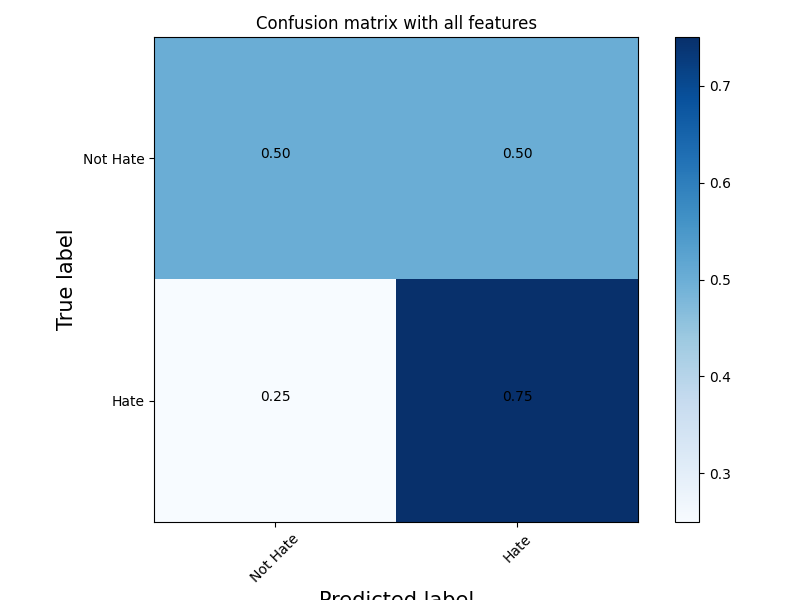 Confusion matrix with all features
Not Hate
0.50
0.50
Hate
0.25
0.75
True label
Not Hate
Hate
Predicted label
0.7
0.6
0.5
0.4
0.3